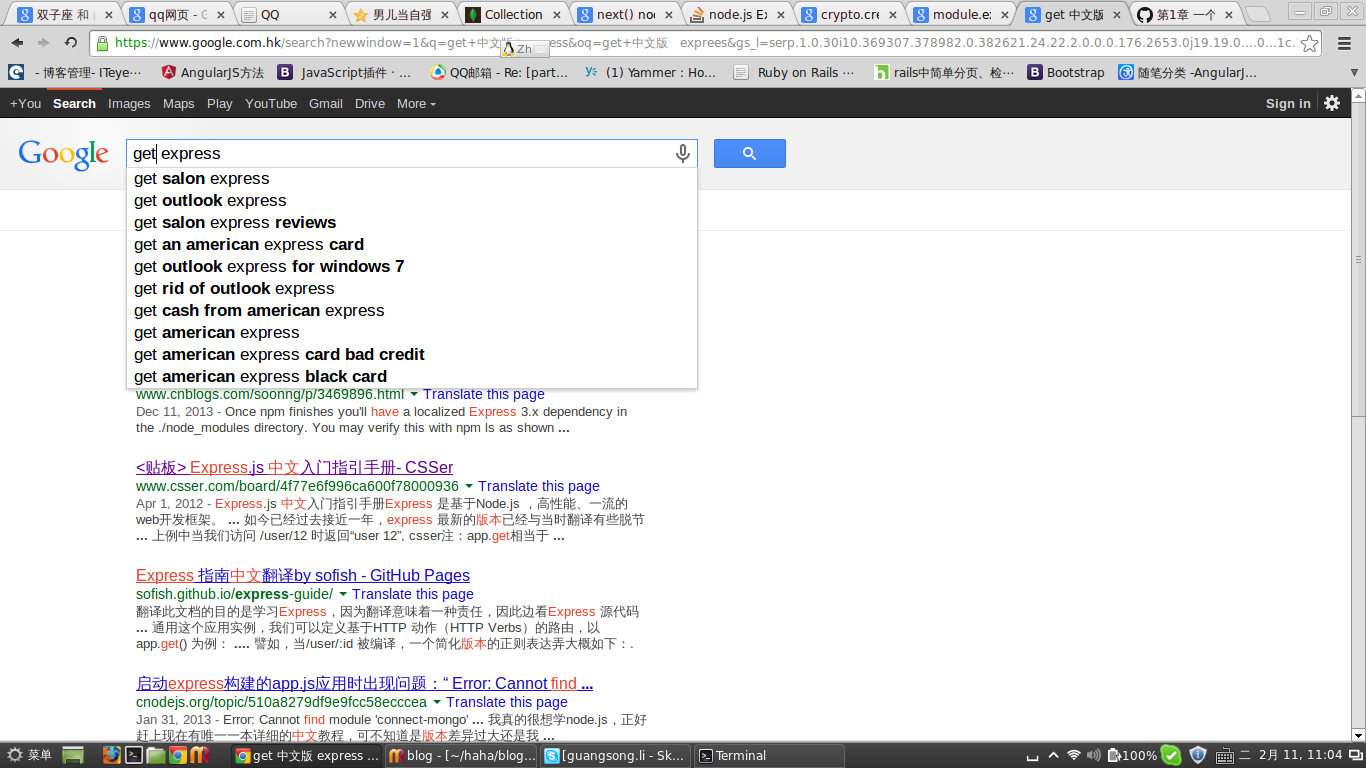 双子座 和
qq网页 - G
QQ
男儿当自强
Collection
next() nod
node.js Ex
crypto.cre
module.ex
get 中文版
第1章 一个
https://www.google.com.hk/search?newwindow=1&q=get+中文版
ess&oq=get+中文版 exprees&gs_l=serp.1.0.30i10.369307.378982.0.382621.24.22.2.0.0.0.176.2653.0j19.19.0....0...1c.
Zh
- 博客管理- ITeye…
AngularJS方法
JavaScript插件 · …
QQ邮箱 - Re: [part…
(1) Yammer : Ho…
Ruby on Rails …
rails中简单分页、检…
Bootstrap
随笔分类 -AngularJ…
+You Search Images Maps Play YouTube Gmail Drive More
Sign in
Google
get express
get salon express
get outlook express
get salon express reviews
get an american express card
get outlook express for windows 7
get rid of outlook express
get cash from american express
get american express
get american express card bad credit
get american express black card
www.cnblogs.com/soonng/p/3469896.html Translate this page
Dec 11, 2013 - Once npm finishes you'll have a localized Express 3.x dependency in
the ./node_modules directory. You may verify this with npm ls as shown ...
<贴板> Express.js 中文入门指引手册- CSSer
www.csser.com/board/4f77e6f996ca600f78000936 Translate this page
Apr 1, 2012 - Express.js 中文入门指引手册Express 是基于Node.js ，高性能、一流的
web开发框架。 ... 如今已经过去接近一年，express 最新的版本已经与当时翻译有些脱节
... 上例中当我们访问 /user/12 时返回“user 12”, csser注：app.get相当于 ...
Express 指南中文翻译by sofish - GitHub Pages
sofish.github.io/express-guide/ Translate this page
翻译此文档的目的是学习Express，因为翻译意味着一种责任，因此边看Express 源代码
... 通用这个应用实例，我们可以定义基于HTTP 动作（HTTP Verbs）的路由，以
app.get() 为例： .... 譬如，当/user/:id 被编译，一个简化版本的正则表达弄大概如下：.
启动express构建的app.js应用时出现问题：“ Error: Cannot find ...
cnodejs.org/topic/510a8279df9e9fcc58ecccea Translate this page
Jan 31, 2013 - Error: Cannot find module 'connect-mongo' ... 我真的很想学node.js，正好
赶上现在有唯一一本详细的中文教程，可不知道是版本差异过大还是我 ...
菜单
get 中文版 express ...
blog - [~/haha/blog...
[guangsong.li - Sk...
Terminal
100%
二 2月 11, 11:04